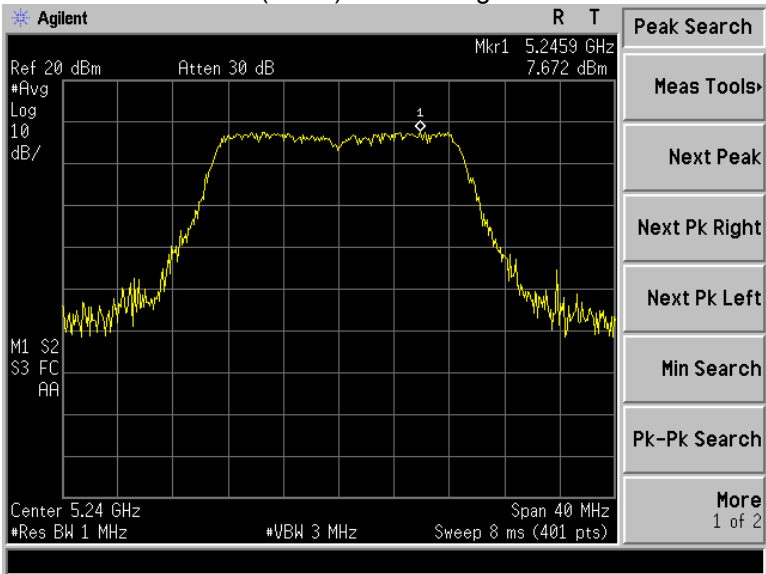 Agilent R T
Mkr1 5.2459 GHz
Ref 20 dBm Atten 30 dB 7.672 dBm
#Avg
Log
10
dB/
1
M1 S2
S3 FC
AA
Center 5.24 GHz Span 40 MHz
#Res BW 1 MHz #VBW 3 MHz Sweep 8 ms (401 pts)
Peak Search
Meas Tools
Next Peak
Next Pk Right
Next Pk Left
Min Search
Pk-Pk Search
More
1 of 2